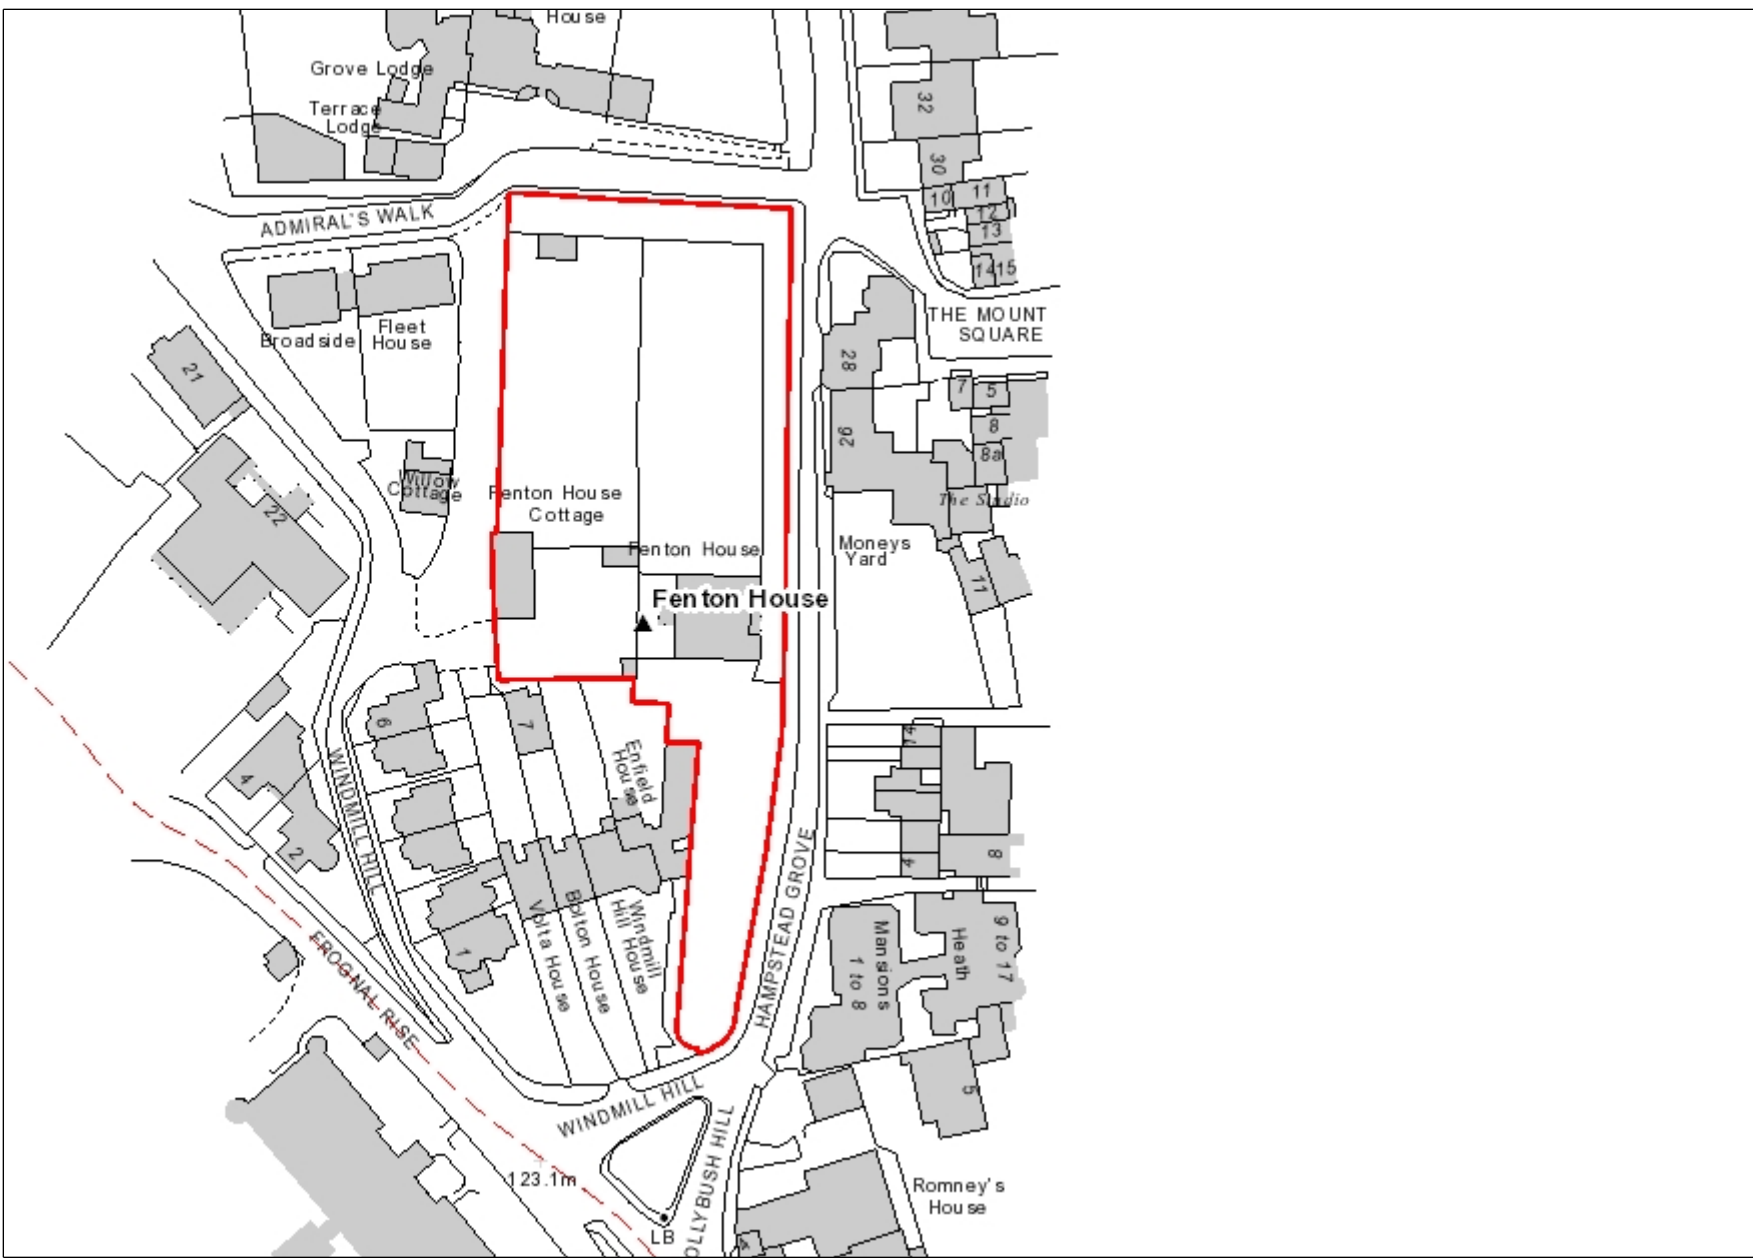 House
Grove Lodge
Terrace
Lodge
32
30
10
11
12
13
14
15
ADMIRAL'S WALK
Broadside
Fleet
House
THE MOUNT
SQUARE
21
28
7
5
26
8
8a
Willow
Cottage
Fenton House
Cottage
The Studio
22
Fenton House
Moneys
Yard
11
Fenton House
6
7
14
Enfield
House
4
WINDMILL HILL
2
4
8
HAMPSTEAD GROVE
1
Volta House
Bolton House
Windmill
Hill House
Mansions
1 to 8
Heath
9 to 17
FROGNAL RISE
WINDMILL HILL
5
OLLYBUSH HILL
123.1m
Romney's
House
LB